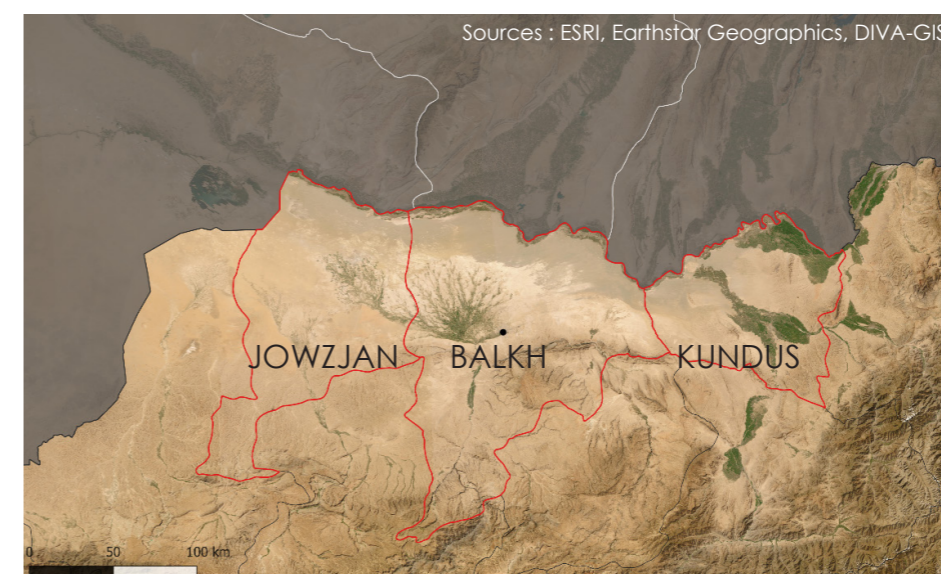 Sources : ESRI, Earthstar Geographics, DIVA-GIS
JOWZJAN
BALKH
KUNDUS
0 50 100 km